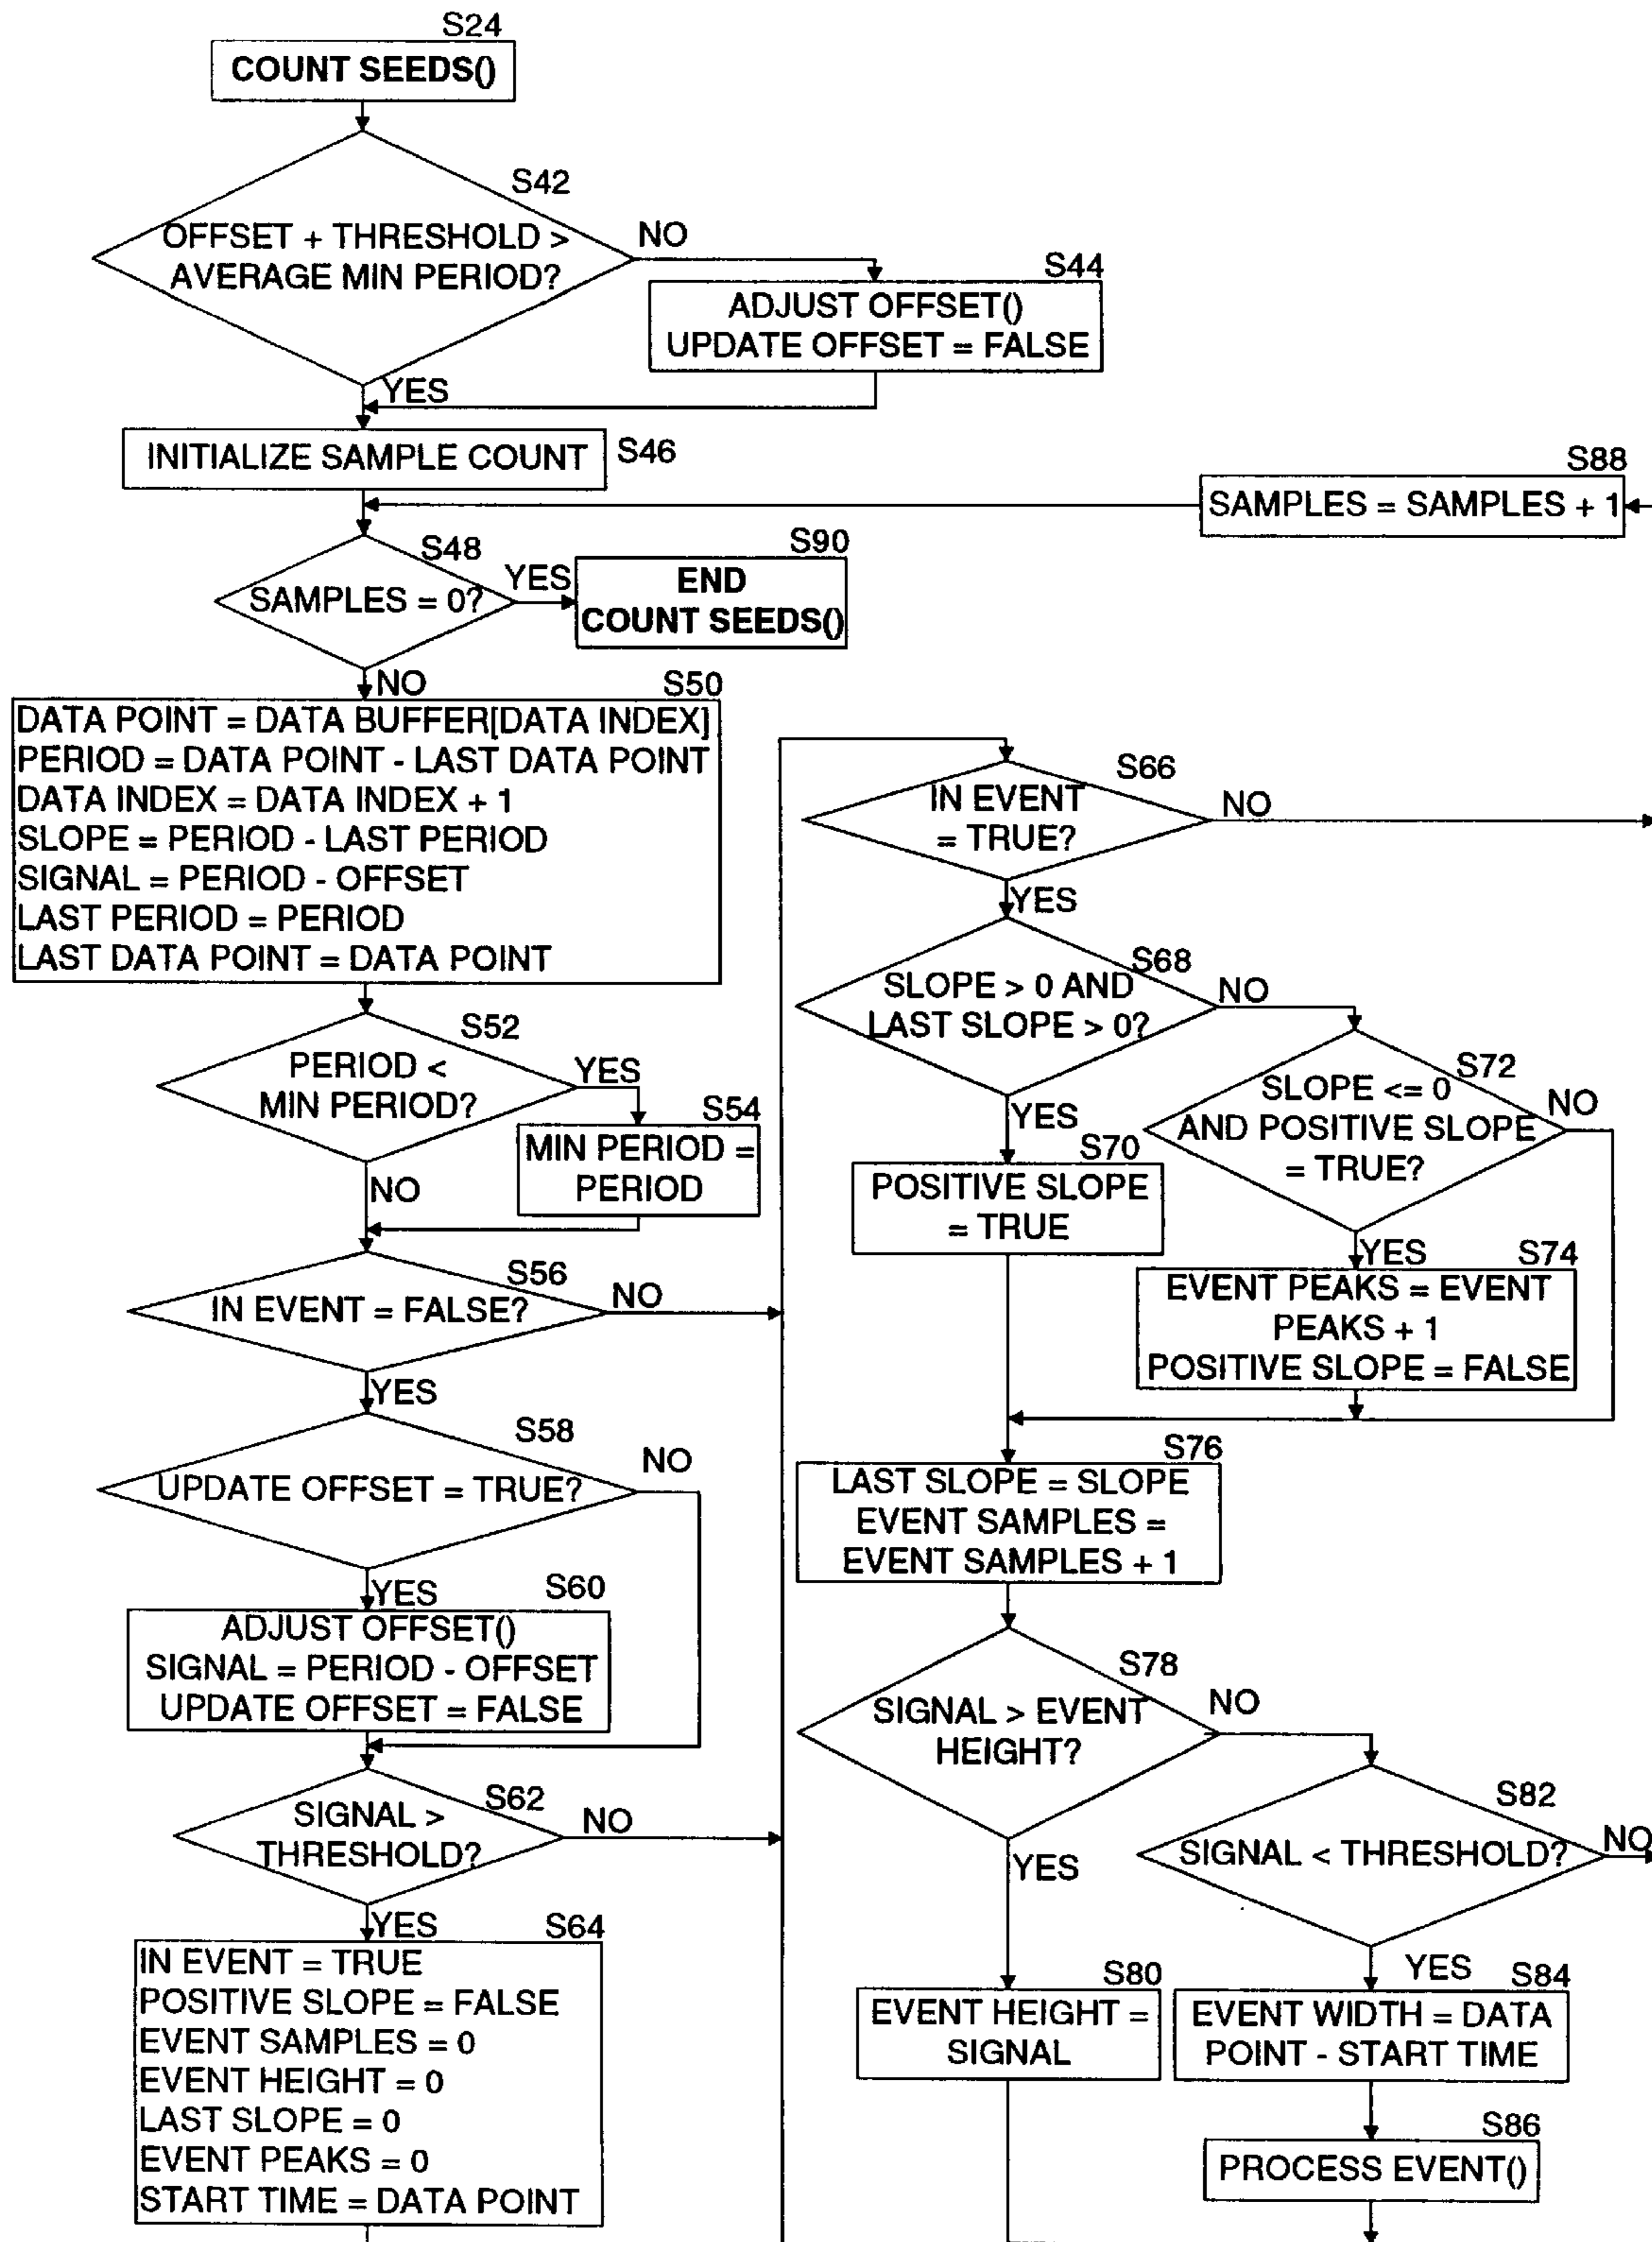 S24
COUNT SEEDS()
S42
OFFSET + THRESHOLD >
AVERAGE MIN PERIOD?
NO
S44
ADJUST OFFSET()
UPDATE OFFSET = FALSE
YES
INITIALIZE SAMPLE COUNT
S46
S88
SAMPLES = SAMPLES + 1
S48
SAMPLES = 0?
YES
S90
END
COUNT SEEDS()
NO
S50
DATA POINT = DATA BUFFER[DATA INDEX]
PERIOD = DATA POINT - LAST DATA POINT
DATA INDEX = DATA INDEX + 1
SLOPE = PERIOD - LAST PERIOD
SIGNAL = PERIOD - OFFSET
LAST PERIOD = PERIOD
LAST DATA POINT = DATA POINT
S52
PERIOD <
MIN PERIOD?
YES
S54
MIN PERIOD =
PERIOD
NO
S56
IN EVENT = FALSE?
NO
YES
S58
UPDATE OFFSET = TRUE?
NO
YES
S60
ADJUST OFFSET()
SIGNAL = PERIOD - OFFSET
UPDATE OFFSET = FALSE
S62
SIGNAL >
THRESHOLD?
NO
YES
S64
IN EVENT = TRUE
POSITIVE SLOPE = FALSE
EVENT SAMPLES = 0
EVENT HEIGHT = 0
LAST SLOPE = 0
EVENT PEAKS = 0
START TIME = DATA POINT
S66
IN EVENT
= TRUE?
NO
YES
S68
SLOPE > 0 AND
LAST SLOPE > 0?
NO
YES
S70
POSITIVE SLOPE
= TRUE
S72
SLOPE <= 0
AND POSITIVE SLOPE
= TRUE?
NO
YES
S74
EVENT PEAKS = EVENT
PEAKS + 1
POSITIVE SLOPE = FALSE
S76
LAST SLOPE = SLOPE
EVENT SAMPLES =
EVENT SAMPLES + 1
S78
SIGNAL > EVENT
HEIGHT?
NO
YES
S80
EVENT HEIGHT =
SIGNAL
S82
SIGNAL < THRESHOLD?
NO
YES
S84
EVENT WIDTH = DATA
POINT - START TIME
S86
PROCESS EVENT()